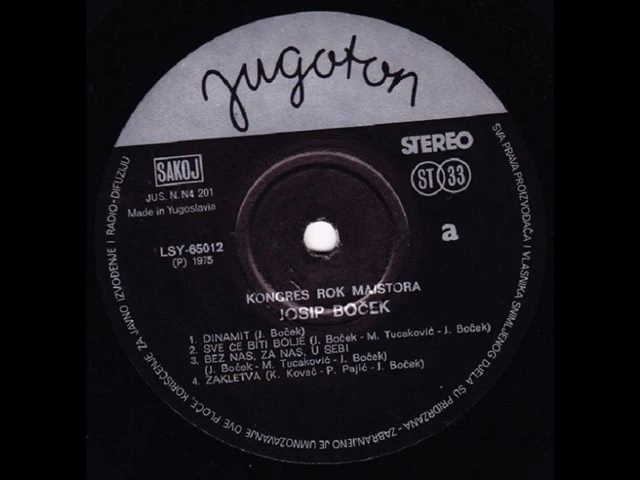 jugoton
SAKOJ
JUS. N. N4 201
Made in Yugoslavia
LSY-65012
(P) 1975
STEREO
ST 33
a
KONGRES ROK MAJSTORA
JOSIP BOČEK
1. DINAMIT (J. Boček)
2. SVE ĆE BITI BOLJE (J. Boček - M. Tucaković - J. Boček)
3. BEZ NAS, ZA NAS, U SEBI
(J. Boček - M. Tucaković - J. Boček)
4. ZAKLETVA (K. Kovač - P. Pajić - J. Boček)
SVA PRAVA PROIZVOĐAČA I VLASNIKA SNIMLJENOG DJELA SU PRIDRŽANA - ZABRANJENO JE UMNOŽAVANJE OVE PLOČE, KORIŠĆENJE ZA JAVNO IZVOĐENJE I RADIO-DIFUZIJU